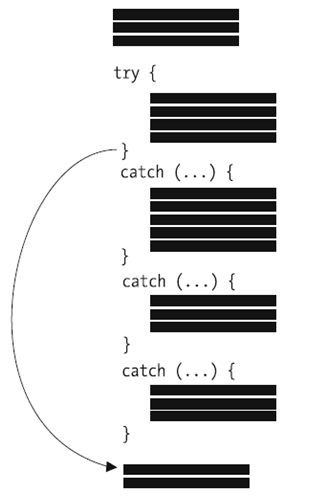 try {
}
catch (...) {
}
catch (...) {
}
catch (...) {
}